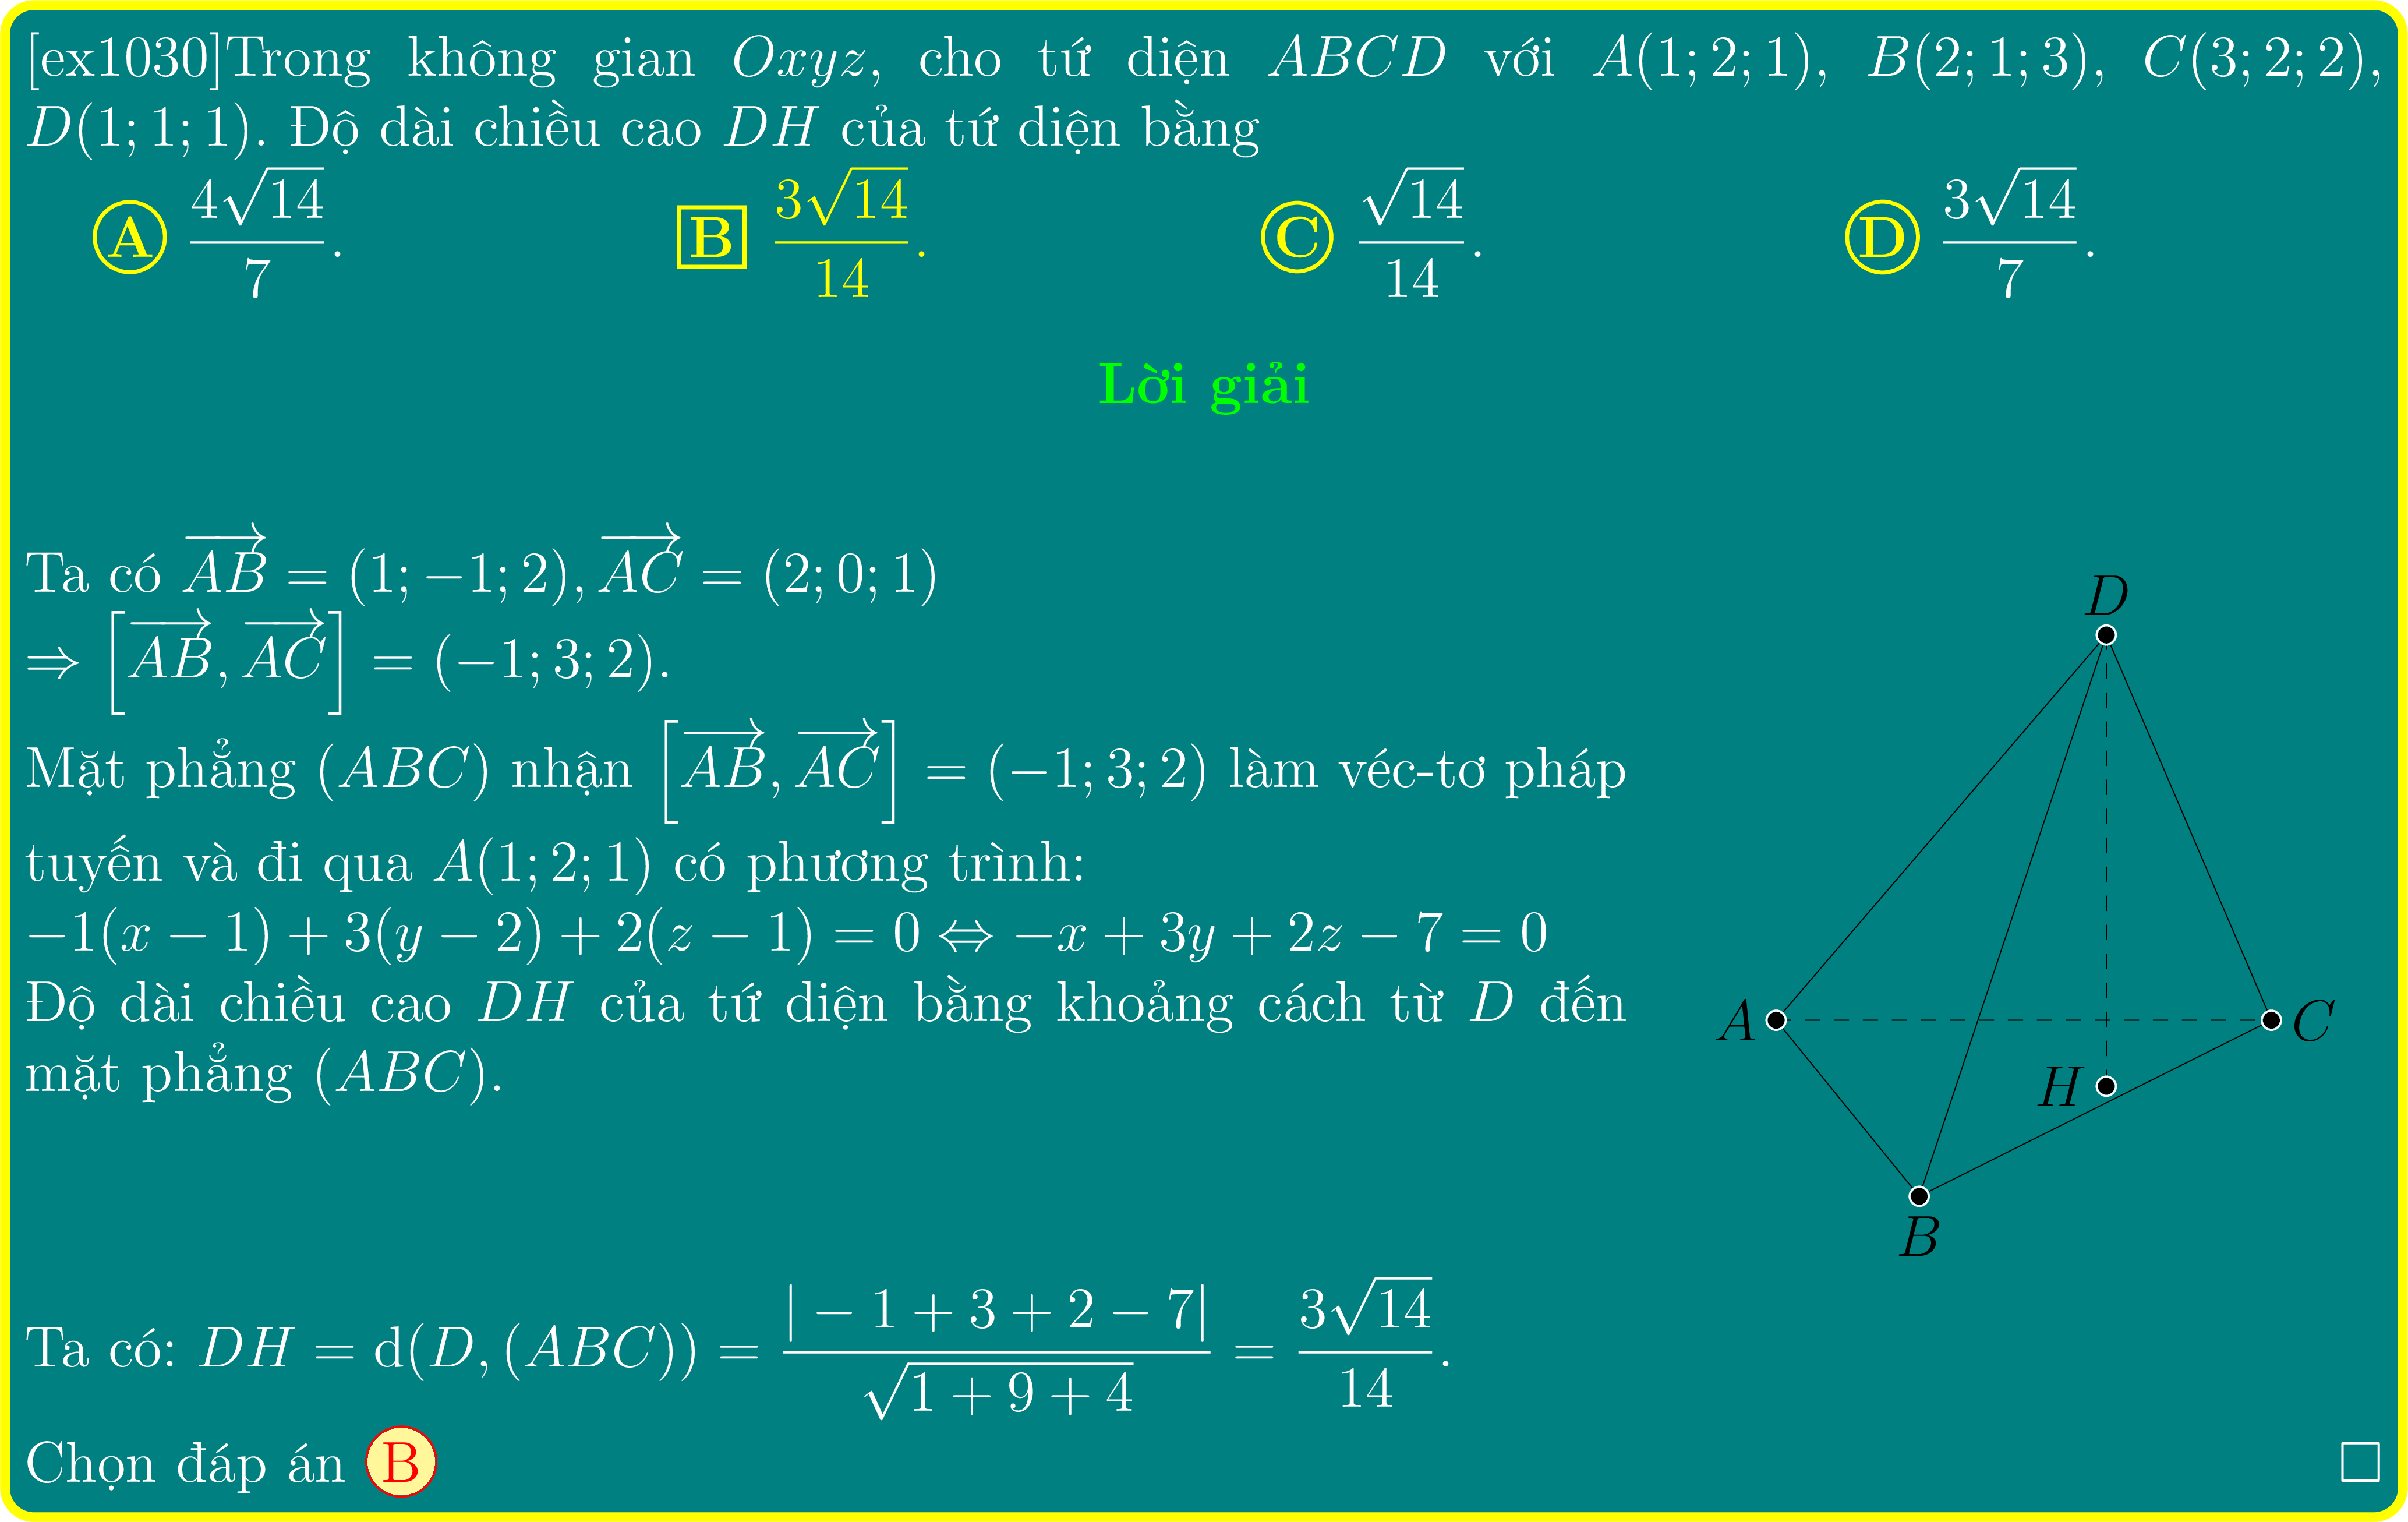 [ex1030]Trong không gian Oxyz, cho tứ diện ABCD với A(1; 2; 1), B(2; 1; 3), C(3; 2; 2),
D(1; 1; 1). Độ dài chiều cao DH của tứ diện bằng
A $\frac{4\sqrt{14}}{7}$. B $\frac{3\sqrt{14}}{14}$. C $\frac{\sqrt{14}}{14}$. D $\frac{3\sqrt{14}}{7}$.
Lời giải
Ta có $\overrightarrow{AB} = (1; -1; 2), \overrightarrow{AC} = (2; 0; 1)$
$\Rightarrow \left[\overrightarrow{AB}, \overrightarrow{AC}\right] = (-1; 3; 2)$.
Mặt phẳng (ABC) nhận $\left[\overrightarrow{AB}, \overrightarrow{AC}\right] = (-1; 3; 2)$ làm véc-tơ pháp
tuyến và đi qua A(1; 2; 1) có phương trình:
$-1(x - 1) + 3(y - 2) + 2(z - 1) = 0 \Leftrightarrow -x + 3y + 2z - 7 = 0$
Độ dài chiều cao DH của tứ diện bằng khoảng cách từ D đến
mặt phẳng (ABC).
D
A
C
H
B
Ta có: $DH = \mathrm{d}(D, (ABC)) = \frac{|-1 + 3 + 2 - 7|}{\sqrt{1 + 9 + 4}} = \frac{3\sqrt{14}}{14}$.
Chọn đáp án B □